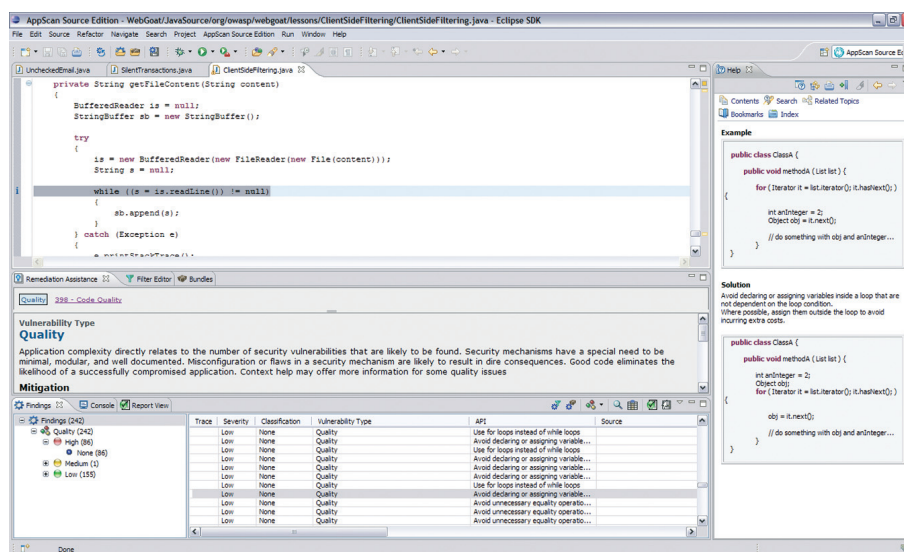 AppScan Source Edition - WebGoat/JavaSource/org/owasp/webgoat/lessons/ClientSideFiltering/ClientSideFiltering.java - Eclipse SDK
File Edit Source Refactor Navigate Search Project AppScan Source Edition Run Window Help
AppScan Source Ec
UncheckedEmail.java SilentTransactions.java ClientSideFiltering.java
private String getFileContent(String content)
{
BufferedReader is = null;
StringBuffer sb = new StringBuffer();
try
{
is = new BufferedReader(new FileReader(new File(content)));
String s = null;
while ((s = is.readLine()) != null)
{
sb.append(s);
}
} catch (Exception e)
{
e.printStackTrace();
Remediation Assistance Filter Editor Bundles
Quality 398 - Code Quality
Vulnerability Type
Quality
Application complexity directly relates to the number of security vulnerabilities that are likely to be found. Security mechanisms have a special need to be
minimal, modular, and well documented. Misconfiguration or flaws in a security mechanism are likely to result in dire consequences. Good code eliminates the
likelihood of a successfully compromised application. Context help may offer more information for some quality issues
Mitigation
Findings Console Report View
Findings (242)
Quality (242)
High (86)
None (86)
Medium (1)
Low (155)
Trace Severity Classification Vulnerability Type API Source
Low None Quality Use for loops instead of while loops
Low None Quality Avoid declaring or assigning variable...
Low None Quality Use for loops instead of while loops
Low None Quality Avoid declaring or assigning variable...
Low None Quality Avoid declaring or assigning variable...
Low None Quality Avoid declaring or assigning variable...
Low None Quality Use for loops instead of while loops
Low None Quality Avoid declaring or assigning variable...
Low None Quality Avoid unnecessary equality operatio...
Low None Quality Avoid unnecessary equality operatio...
Low None Quality Avoid unnecessary equality operatio...
Done
Help
Contents Search Related Topics
Bookmarks Index
Example
public class ClassA {
public void methodA ( List list ) {
for ( Iterator it = list.iterator(); it.hasNext(); )
{
int anInteger = 2;
Object obj = it.next();
// do something with obj and anInteger...
}
}
Solution
Avoid declaring or assigning variables inside a loop that are
not dependent on the loop condition.
Where possible, assign them outside the loop to avoid
incurring extra costs.
public class ClassA {
public void methodA ( List list ) {
int anInteger = 2;
Object obj;
for ( Iterator it = list.iterator(); it.hasNext(); )
{
obj = it.next();
// do something with obj and anInteger...
}
}